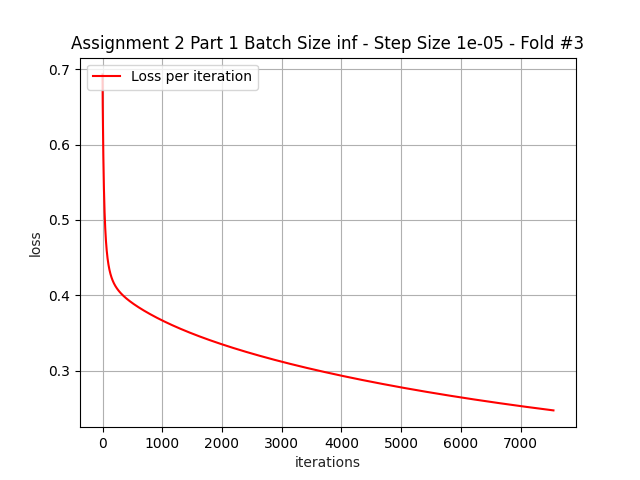 Assignment 2 Part 1 Batch Size inf - Step Size 1e-05 - Fold #3
Loss per iteration
0.7
0.6
0.5
0.4
0.3
loss
0 1000 2000 3000 4000 5000 6000 7000
iterations